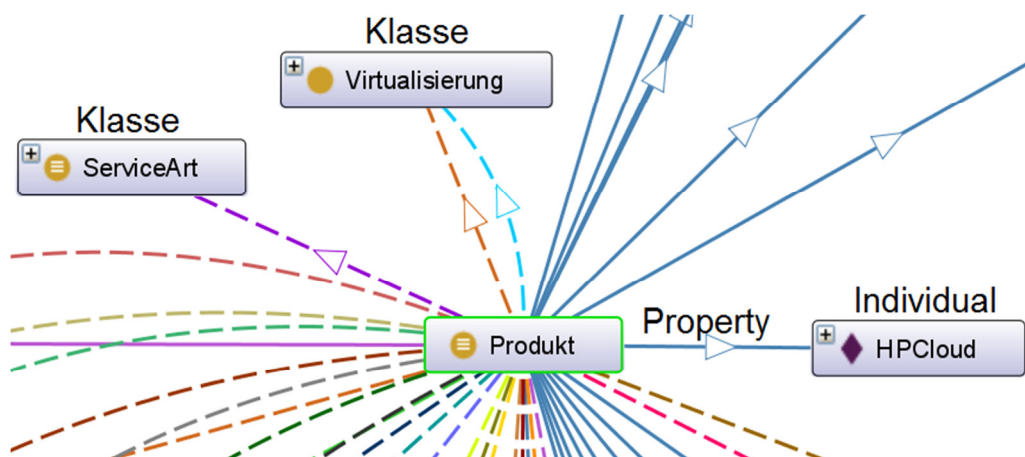 Klasse
Virtualisierung
Klasse
ServiceArt
Produkt
Property
Individual
HPCloud